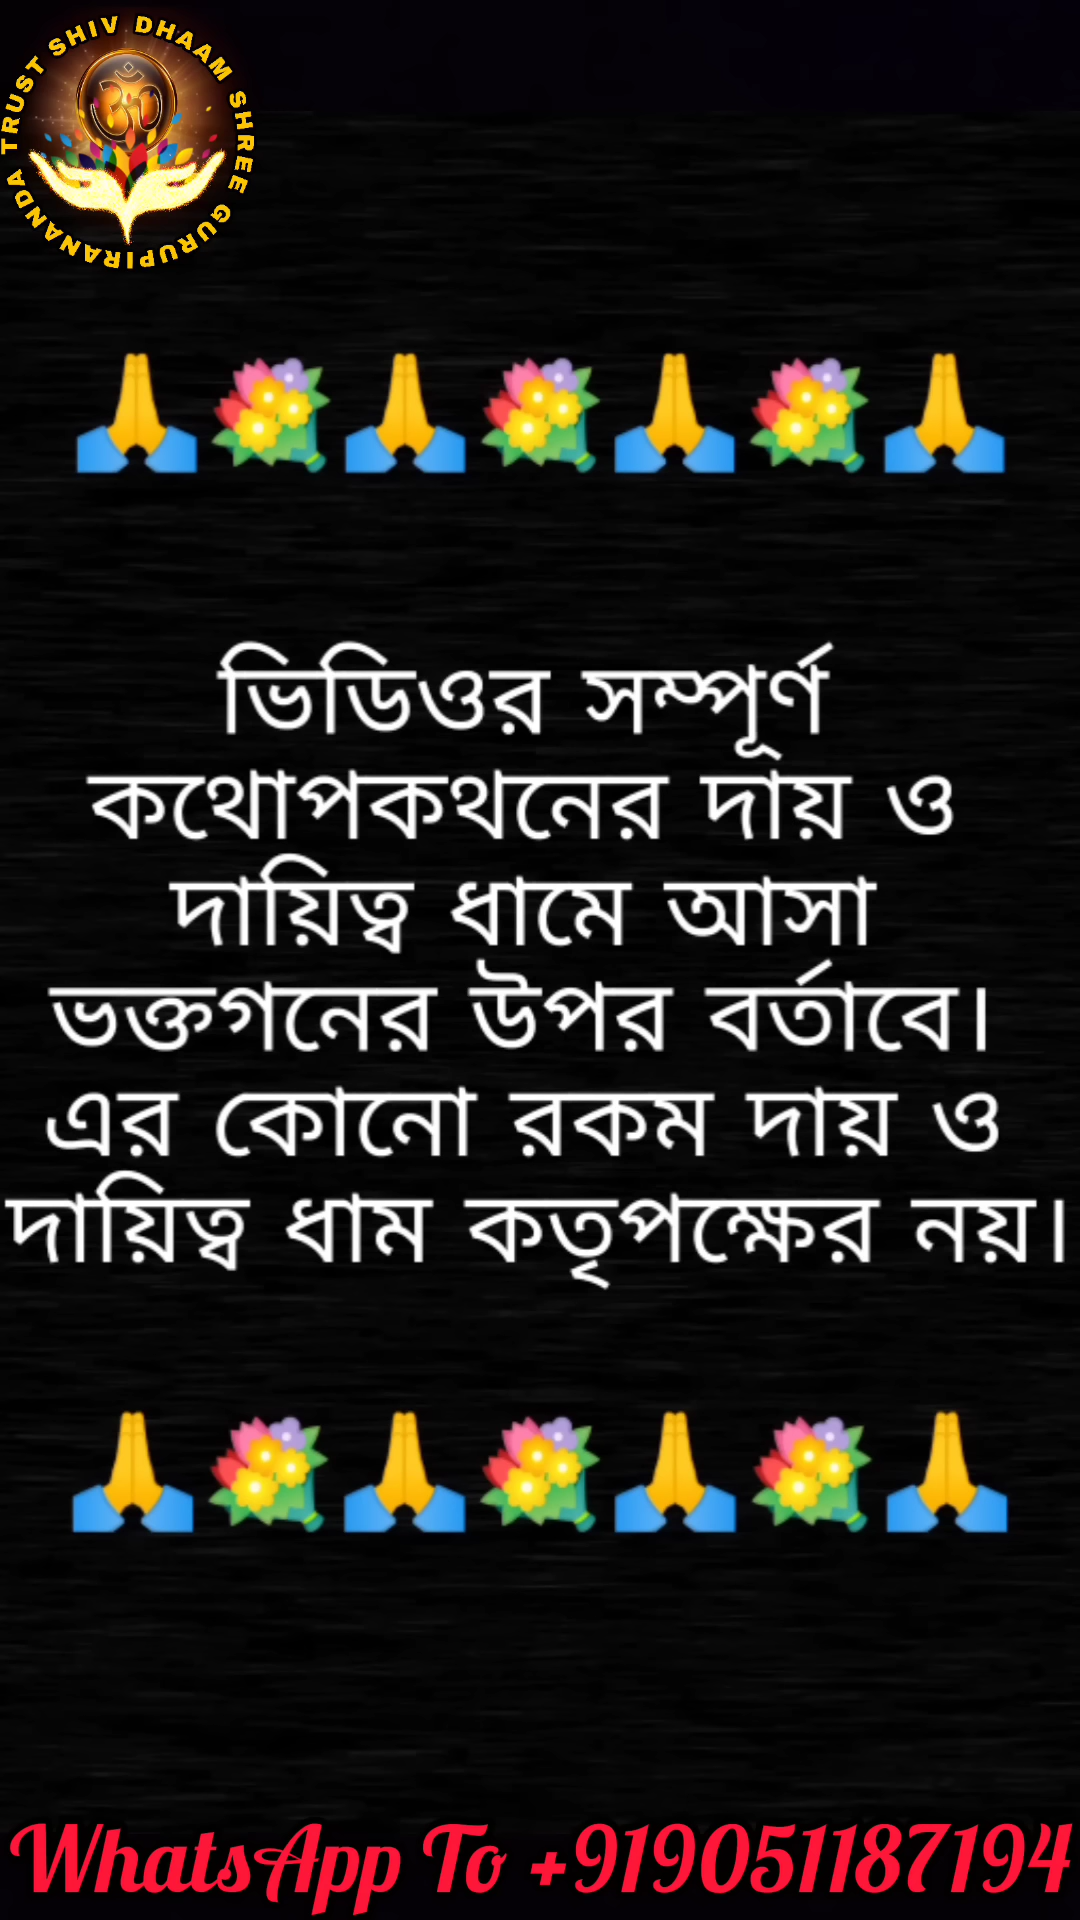 TRUST SHIV DHAAM SHREE GURUPIRANANDA
🙏💐🙏💐🙏💐🙏
ভিডিওর সম্পূর্ণ
কথোপকথনের দায় ও
দায়িত্ব ধামে আসা
ভক্তগনের উপর বর্তাবে।
এর কোনো রকম দায় ও
দায়িত্ব ধাম কতৃপক্ষের নয়।
🙏💐🙏💐🙏💐🙏
WhatsApp To +919051187194